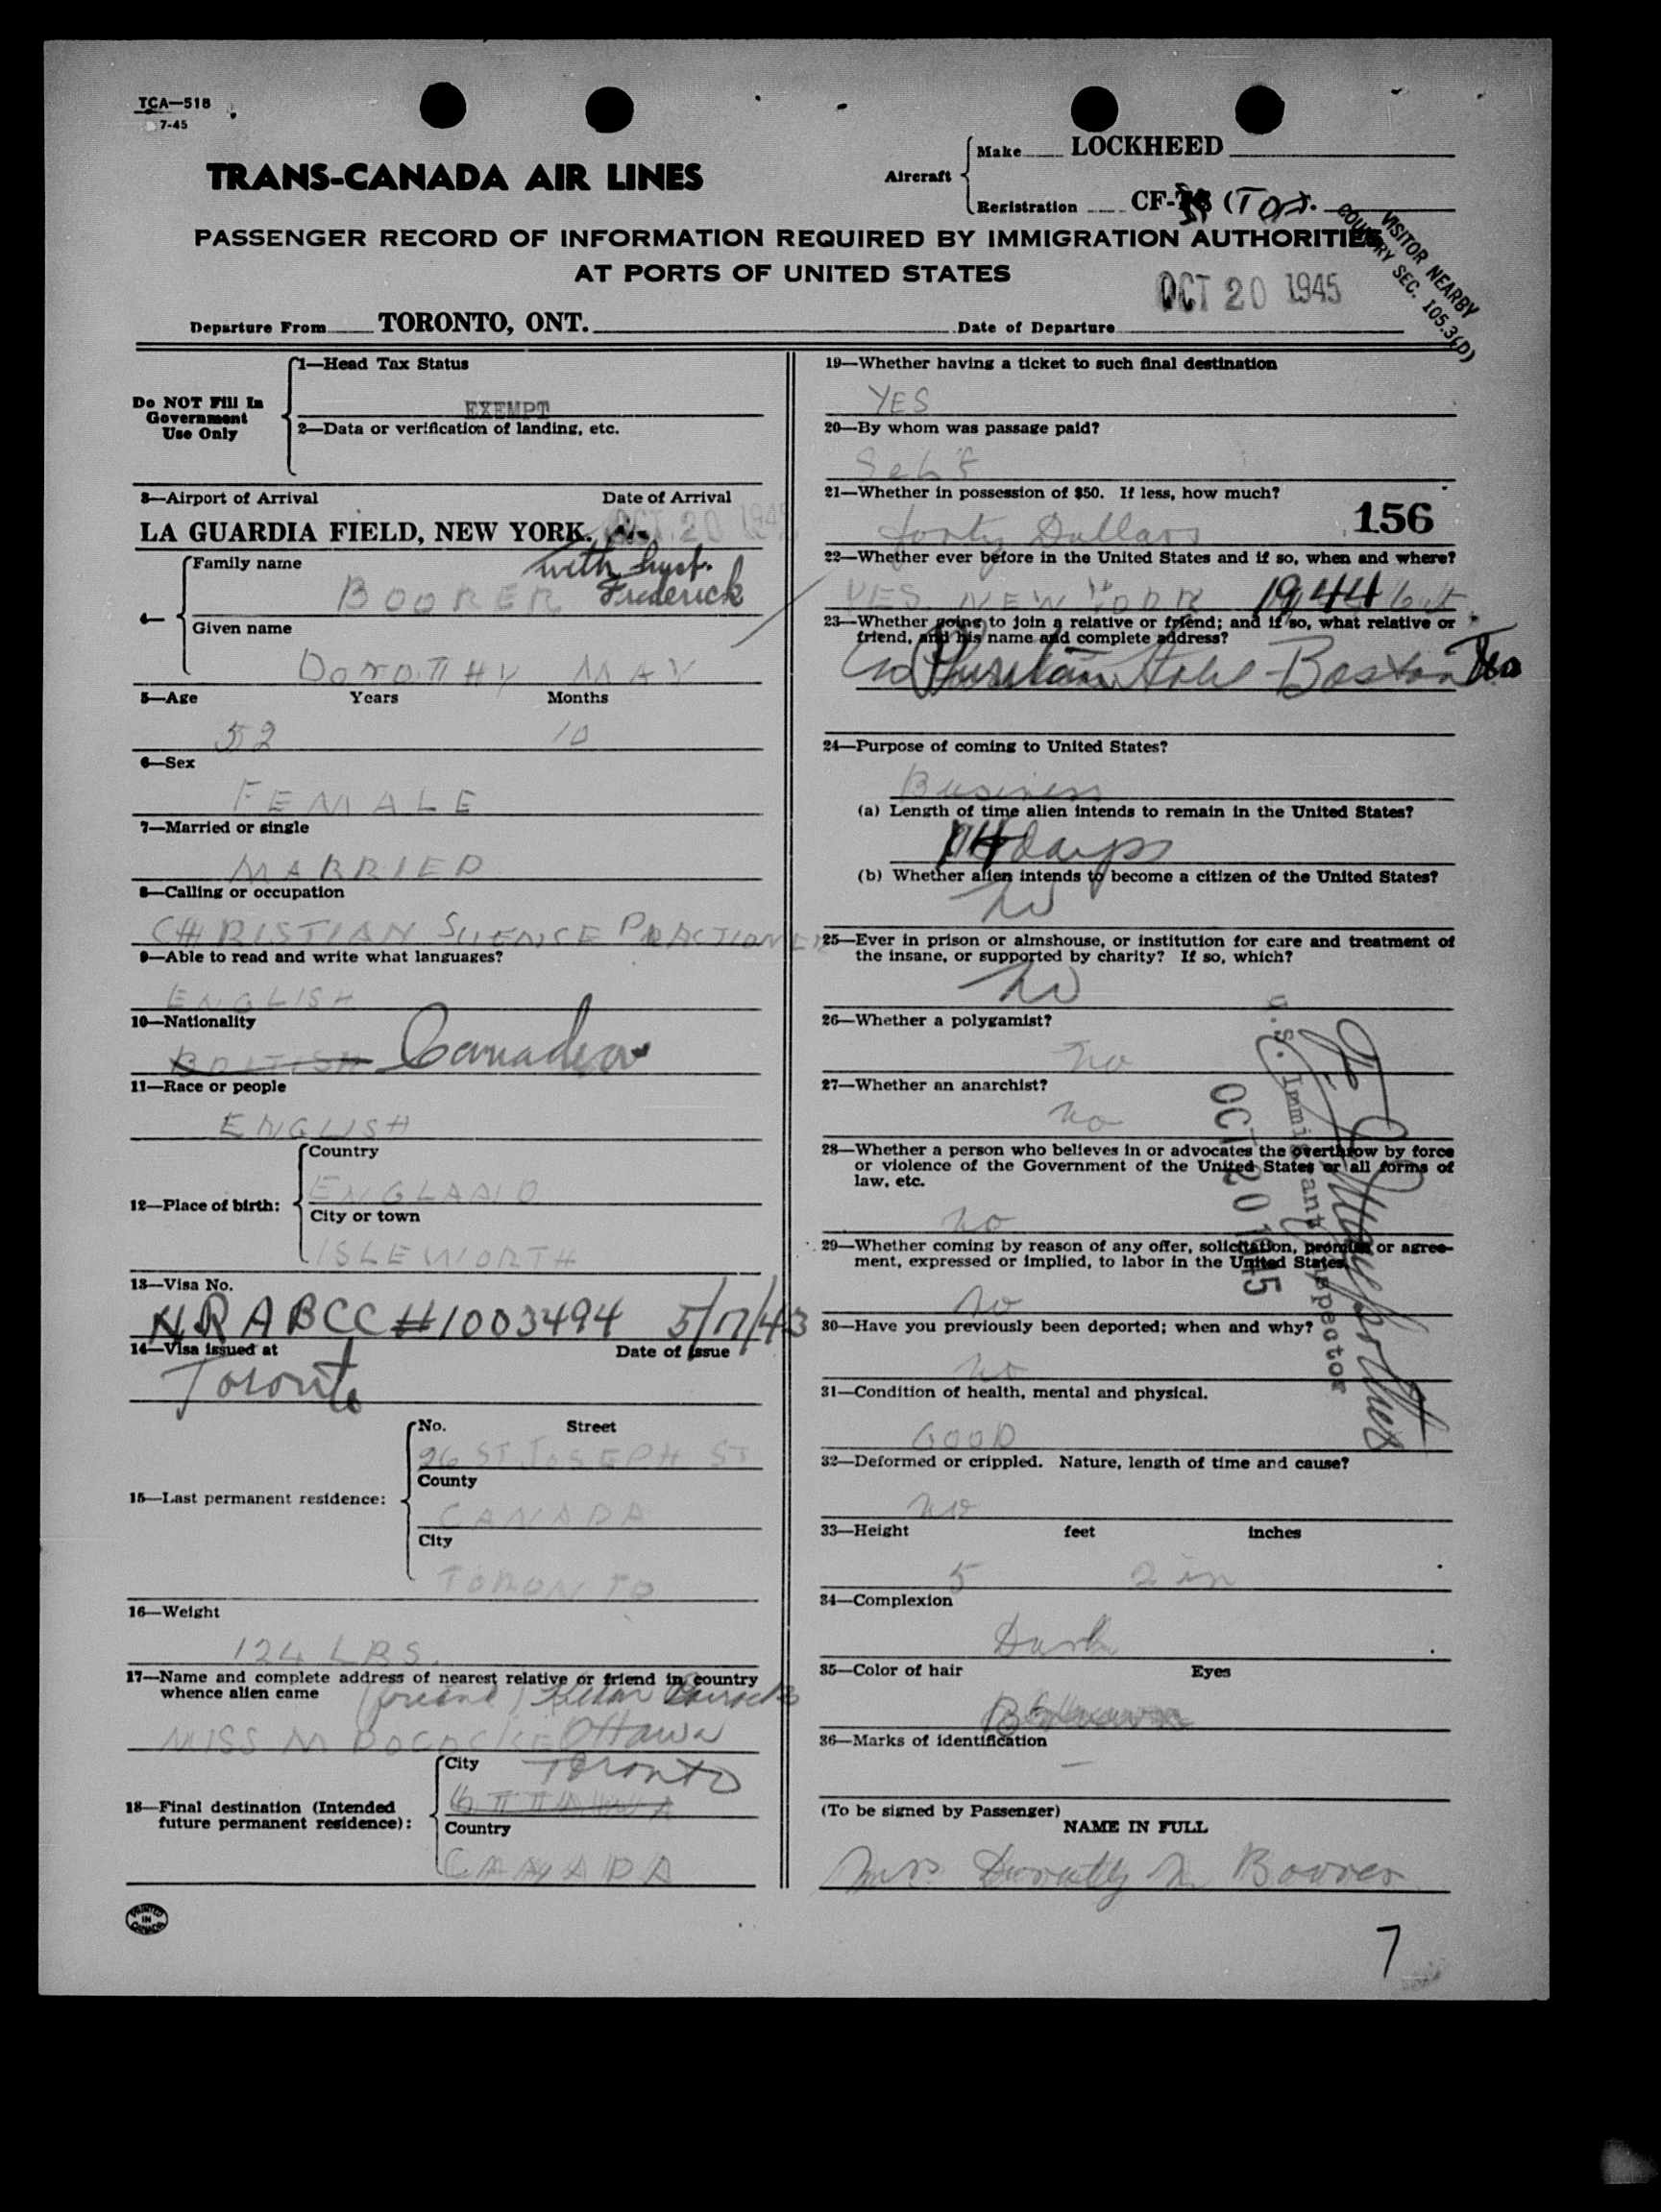 TCA—518
7-45
TRANS-CANADA AIR LINES
Aircraft
Make LOCKHEED
Registration CF- (Tor.
PASSENGER RECORD OF INFORMATION REQUIRED BY IMMIGRATION AUTHORITIES
AT PORTS OF UNITED STATES
VISITOR NEARBY
COUNTRY SEC. 105.3(D)
OCT 20 1945
Departure From TORONTO, ONT. Date of Departure
Do NOT Fill In
Government
Use Only
1—Head Tax Status
EXEMPT
2—Data or verification of landing, etc.
3—Airport of Arrival Date of Arrival
LA GUARDIA FIELD, NEW YORK. OCT 20 1945
4—
Family name with husb.
BOORER Frederick
Given name
DOROTHY MAY
5—Age Years Months
52 10
6—Sex
FEMALE
7—Married or single
MARRIED
8—Calling or occupation
CHRISTIAN SCIENCE PRACTIONER
9—Able to read and write what languages?
ENGLISH
10—Nationality
BRITISH Canadian
11—Race or people
ENGLISH
12—Place of birth:
Country
ENGLAND
City or town
ISLEWORTH
13—Visa No.
NRABCC #1003494 5/17/43
14—Visa issued at Date of issue
Toronto
15—Last permanent residence:
No. Street
96 ST JOSEPH ST
County
CANADA
City
TORONTO
16—Weight
124 LBS.
17—Name and complete address of nearest relative or friend in country
whence alien came (friend)
MISS M POCOCKE Ottawa
18—Final destination (Intended
future permanent residence):
City Toronto
OTTAWA
Country
CANADA
PRINTED
IN
CANADA
19—Whether having a ticket to such final destination
YES
20—By whom was passage paid?
Self
21—Whether in possession of $50. If less, how much?
forty Dollars 156
22—Whether ever before in the United States and if so, when and where?
YES NEW YORK 1944
23—Whether going to join a relative or friend; and if so, what relative or
friend, and his name and complete address?
Puritan Hotel - Boston
24—Purpose of coming to United States?
Business
(a) Length of time alien intends to remain in the United States?
14 days
(b) Whether alien intends to become a citizen of the United States?
No
25—Ever in prison or almshouse, or institution for care and treatment of
the insane, or supported by charity? If so, which?
No
26—Whether a polygamist?
No
27—Whether an anarchist?
No
28—Whether a person who believes in or advocates the overthrow by force
or violence of the Government of the United States or all forms of
law, etc.
No
29—Whether coming by reason of any offer, solicitation, promise or agree-
ment, expressed or implied, to labor in the United States.
No
30—Have you previously been deported; when and why?
No
U.S. Immigrant Inspector
OCT 20 1945
31—Condition of health, mental and physical.
GOOD
32—Deformed or crippled. Nature, length of time and cause?
No
33—Height feet inches
5 2 in
34—Complexion
Dark
35—Color of hair Eyes
36—Marks of identification
—
(To be signed by Passenger)
NAME IN FULL
Mrs Dorothy M Boorer
7